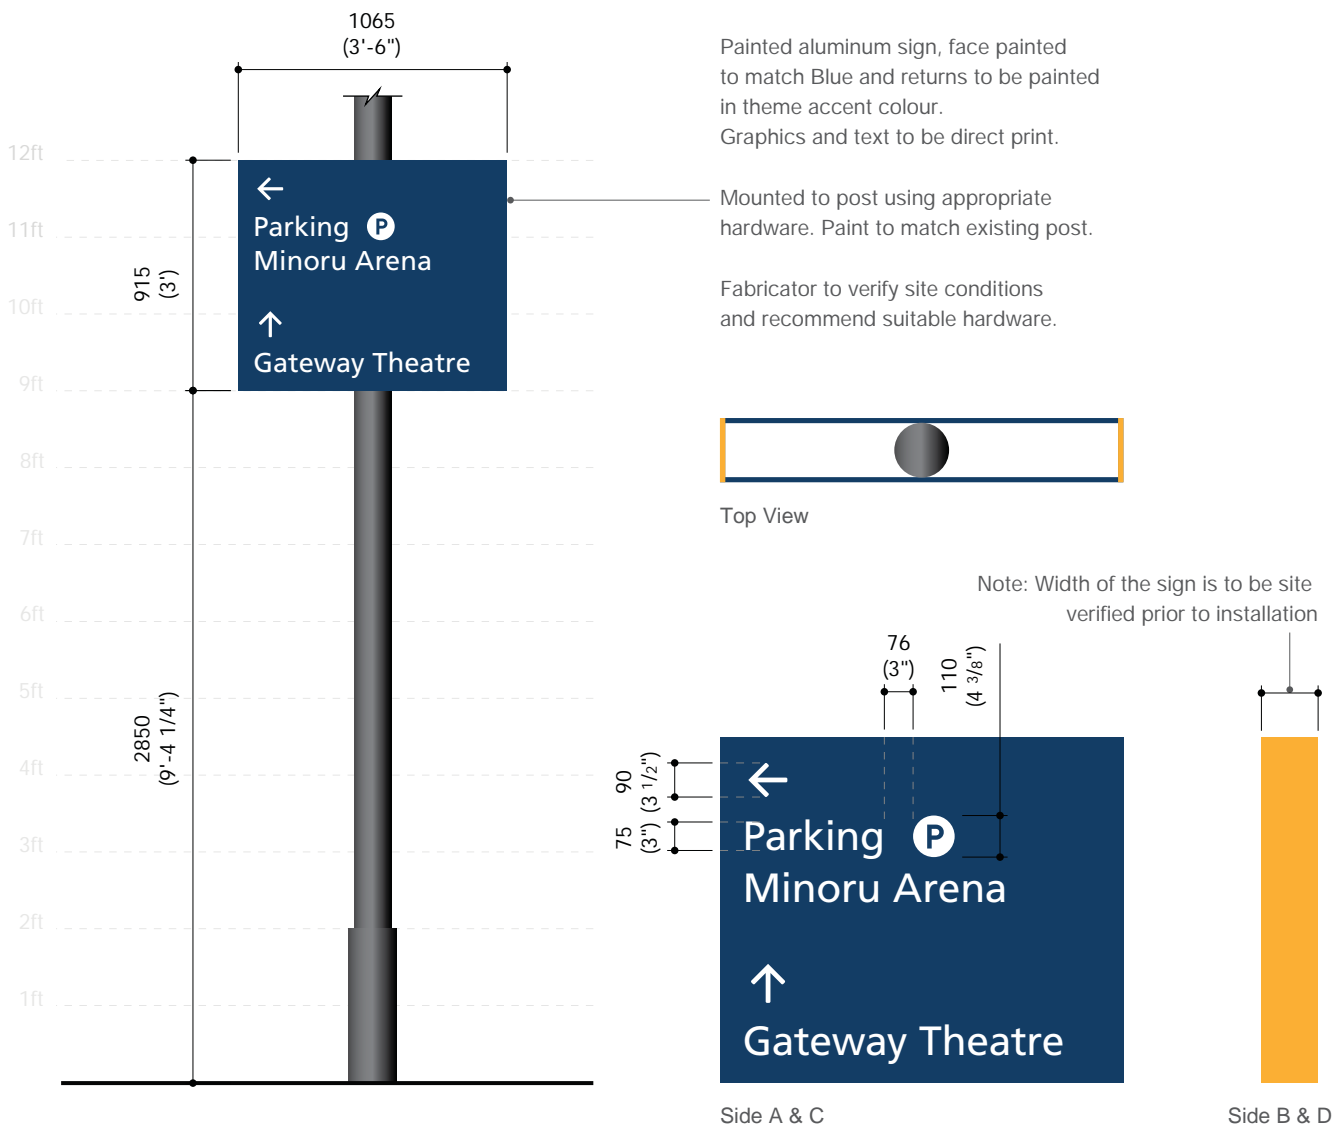 1065
(3'-6")
12ft
11ft
10ft
9ft
8ft
7ft
6ft
5ft
4ft
3ft
2ft
1ft
915
(3')
2850
(9'-4 1/4")
Parking P
Minoru Arena
Gateway Theatre
Painted aluminum sign, face painted
to match Blue and returns to be painted
in theme accent colour.
Graphics and text to be direct print.
Mounted to post using appropriate
hardware. Paint to match existing post.
Fabricator to verify site conditions
and recommend suitable hardware.
Top View
Note: Width of the sign is to be site
verified prior to installation
76
(3")
110
(4 3/8")
90
(3 1/2")
75
(3")
Parking P
Minoru Arena
Gateway Theatre
Side A & C
Side B & D